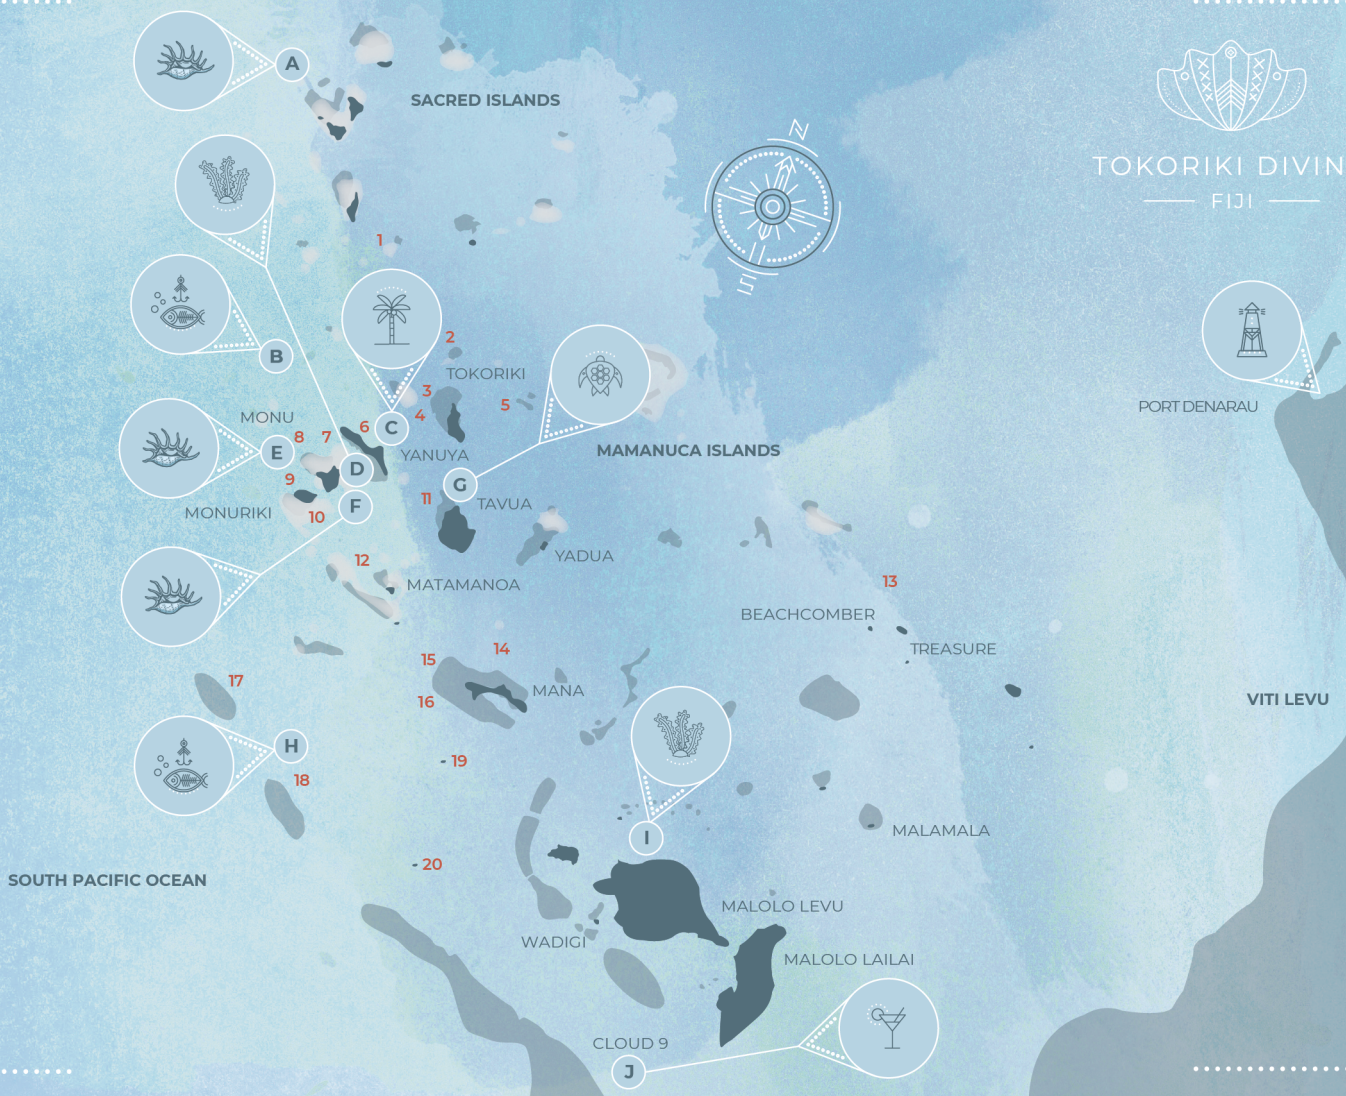 A
SACRED ISLANDS
N
S
TOKORIKI DIVIN
FIJI
1
B
2
TOKORIKI
3
5
4
C
MONU
8
7
6
PORT DENARAU
E
YANUYA
MAMANUCA ISLANDS
D
9
G
11
TAVUA
MONURIKI
10
F
YADUA
12
MATAMANOA
13
BEACHCOMBER
TREASURE
14
15
17
16
MANA
VITI LEVU
H
19
18
I
MALAMALA
20
SOUTH PACIFIC OCEAN
MALOLO LEVU
WADIGI
MALOLO LAILAI
CLOUD 9
J